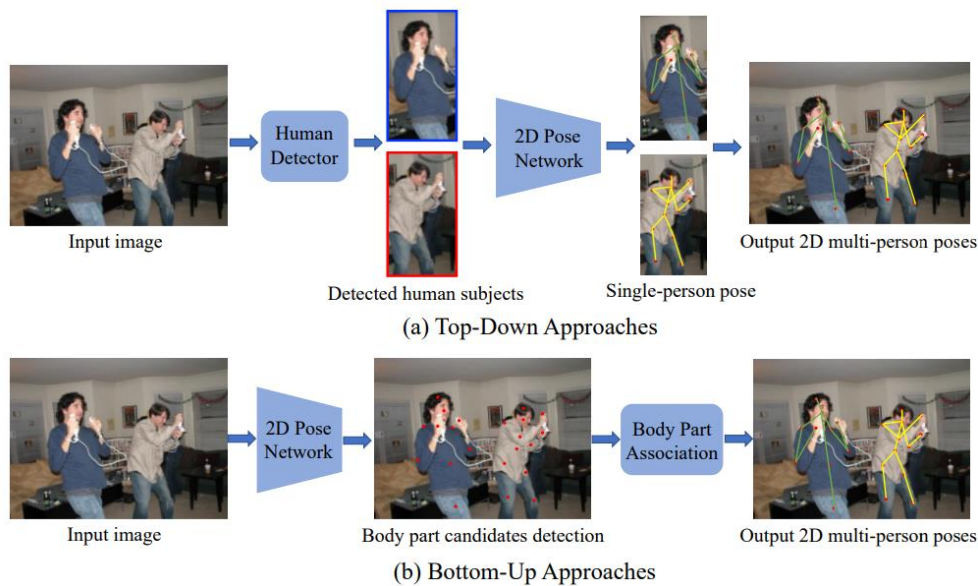 Human
Detector
2D Pose
Network
Input image
Detected human subjects
Single-person pose
Output 2D multi-person poses
(a) Top-Down Approaches
2D Pose
Network
Body Part
Association
Input image
Body part candidates detection
Output 2D multi-person poses
(b) Bottom-Up Approaches